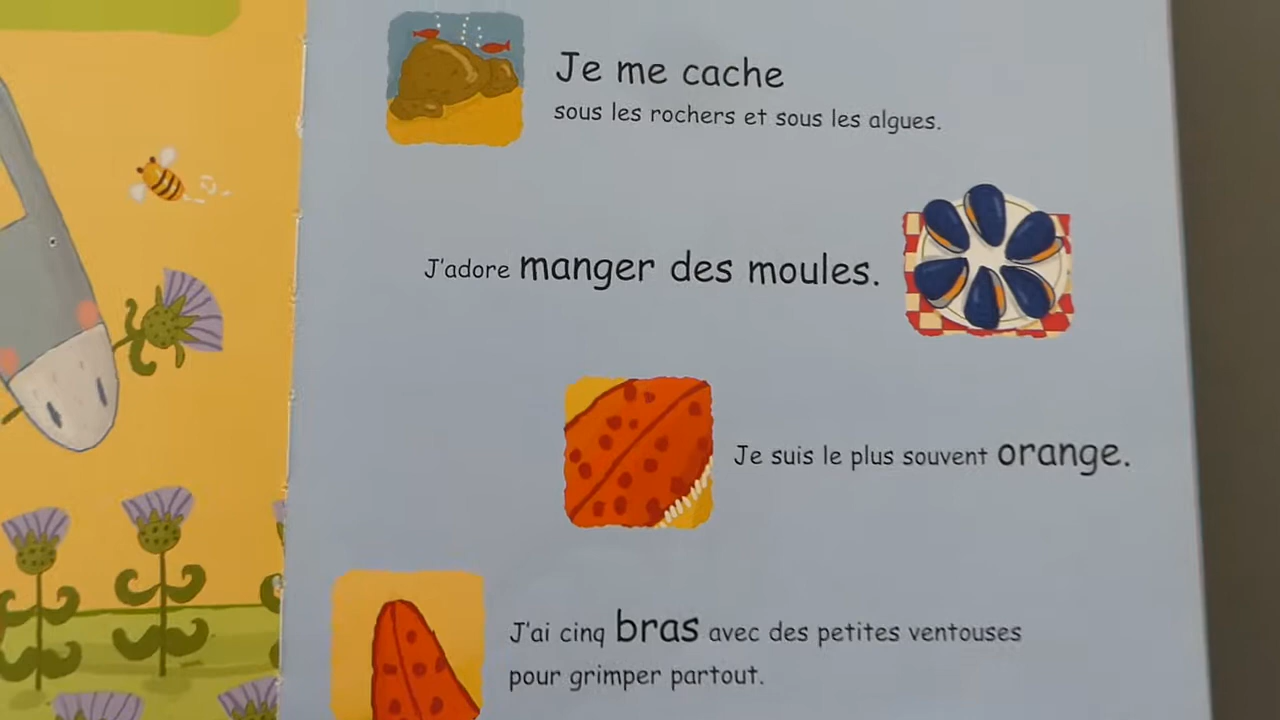 Je me cache
sous les rochers et sous les algues.
J'adore manger des moules.
Je suis le plus souvent orange.
J'ai cinq bras avec des petites ventouses
pour grimper partout.